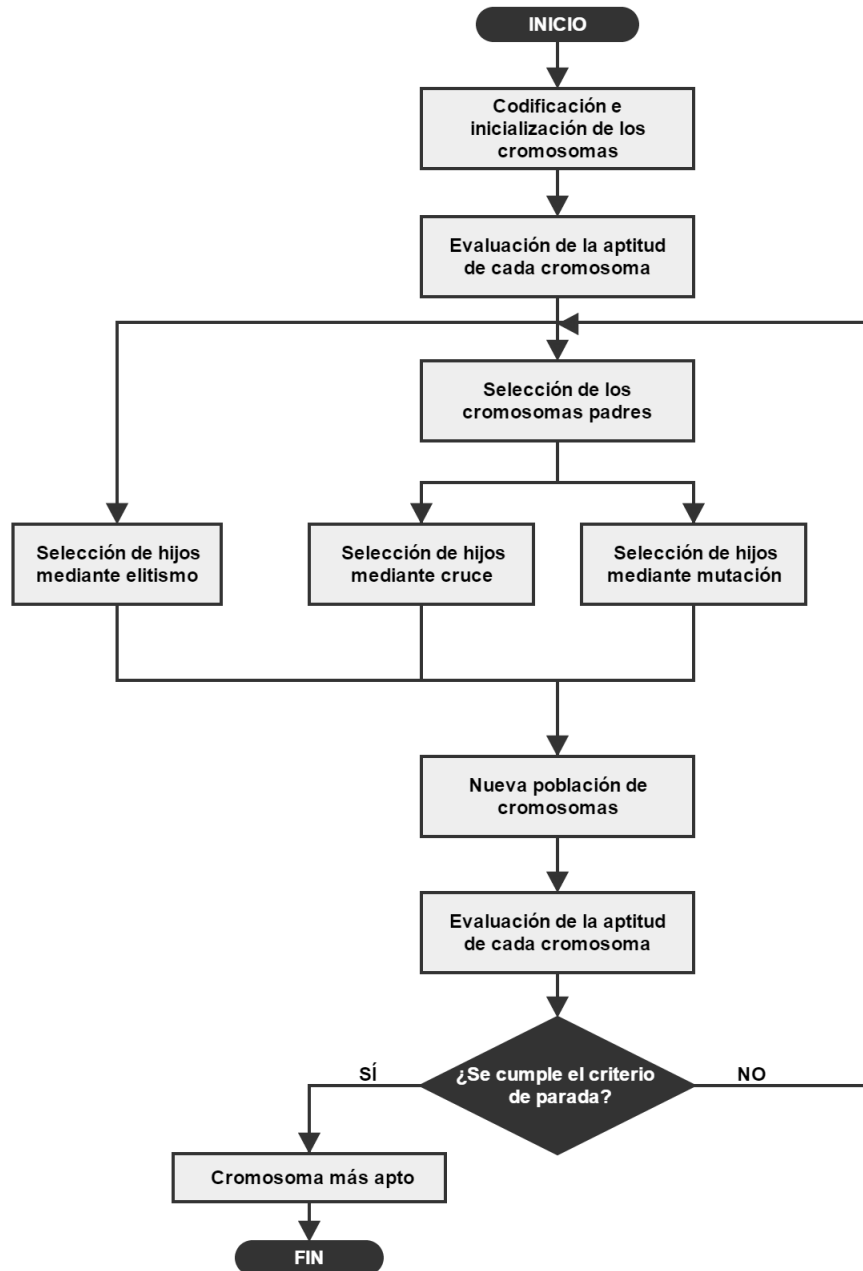 INICIO
Codificación e
inicialización de los
cromosomas
Evaluación de la aptitud
de cada cromosoma
Selección de los
cromosomas padres
Selección de hijos
mediante elitismo
Selección de hijos
mediante cruce
Selección de hijos
mediante mutación
Nueva población de
cromosomas
Evaluación de la aptitud
de cada cromosoma
¿Se cumple el criterio
de parada?
SÍ
NO
Cromosoma más apto
FIN